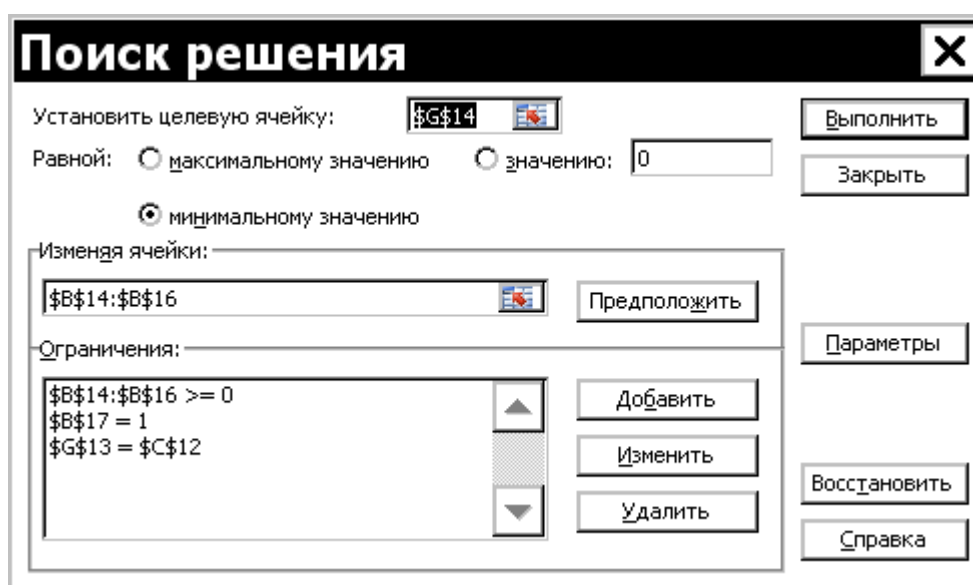 Поиск решения
Установить целевую ячейку: $G$14
Равной: максимальному значению значению: 0
минимальному значению
Изменяя ячейки:
$B$14:$B$16
Предположить
Ограничения:
$B$14:$B$16 >= 0
$B$17 = 1
$G$13 = $C$12
Добавить
Изменить
Удалить
Выполнить
Закрыть
Параметры
Восстановить
Справка